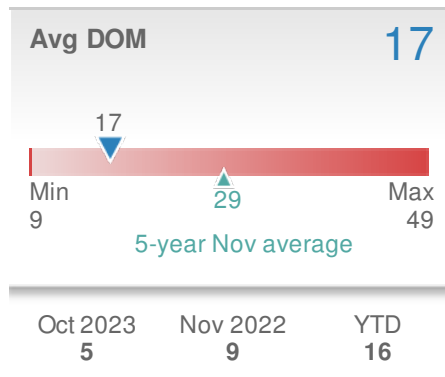 Avg DOM 17
17
Min Max
9 29 49
5-year Nov average
Oct 2023 Nov 2022 YTD
5 9 16